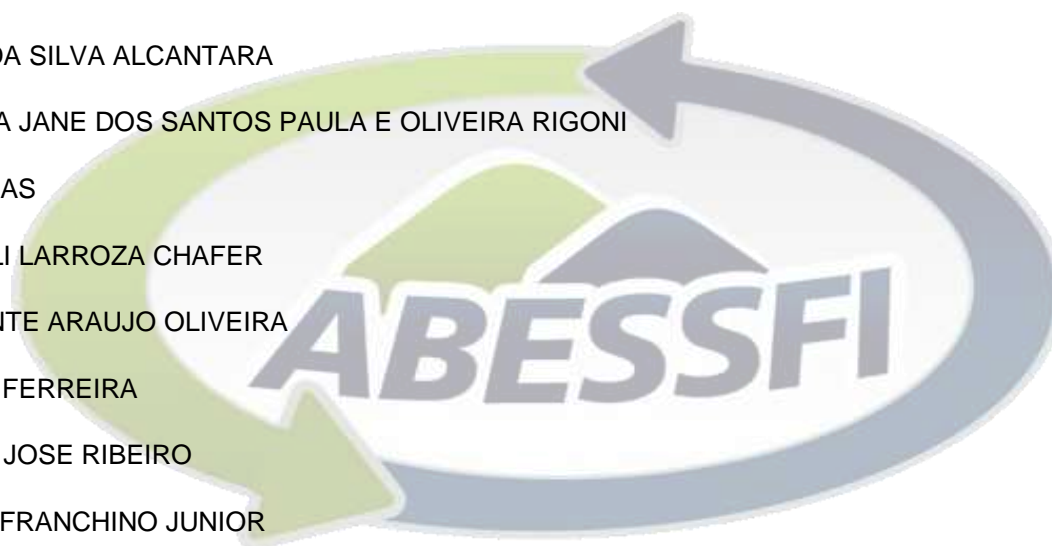 DA SILVA ALCANTARA
A JANE DOS SANTOS PAULA E OLIVEIRA RIGONI
AS
LI LARROZA CHAFER
NTE ARAUJO OLIVEIRA
ABESSFI
FERREIRA
JOSE RIBEIRO
FRANCHINO JUNIOR